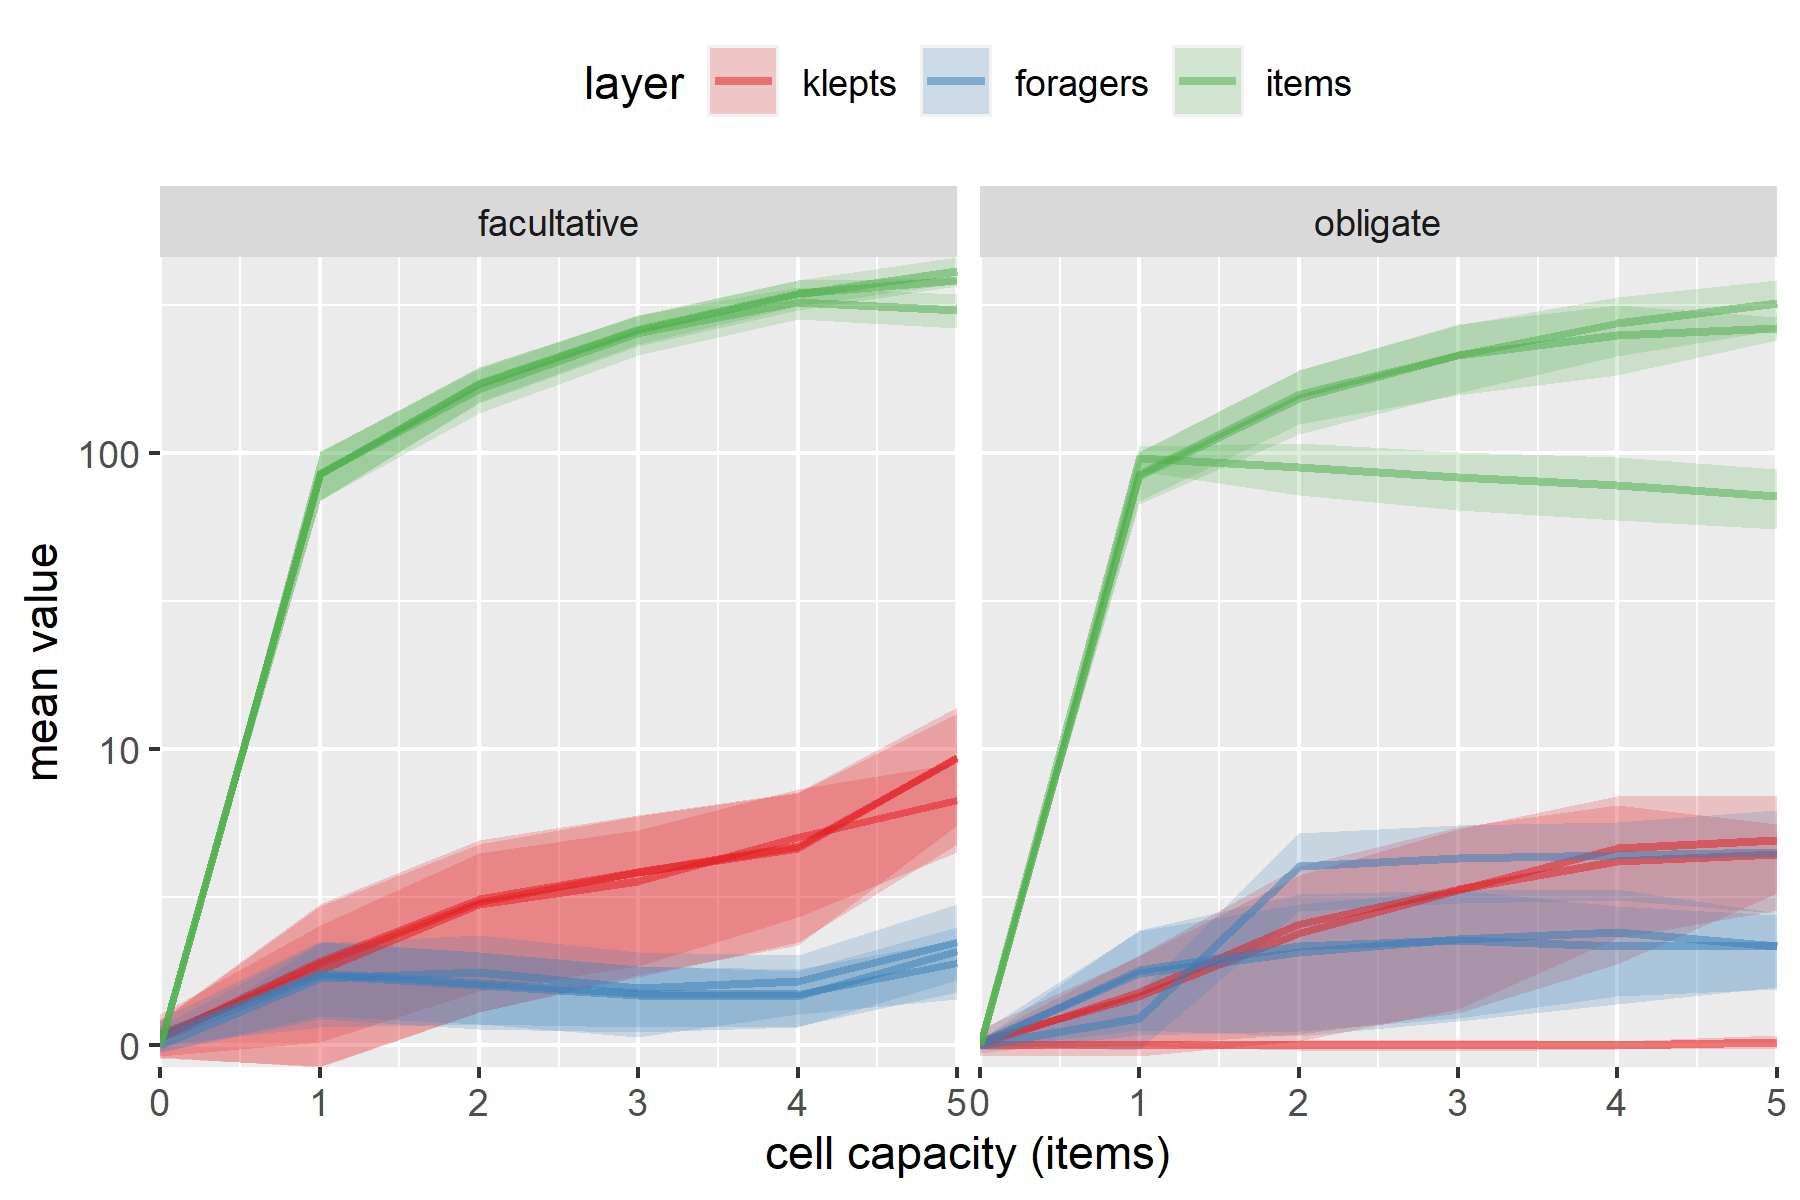 layer klepts foragers items
facultative obligate
mean value
100
10
0
0 1 2 3 4 5 0 1 2 3 4 5
cell capacity (items)